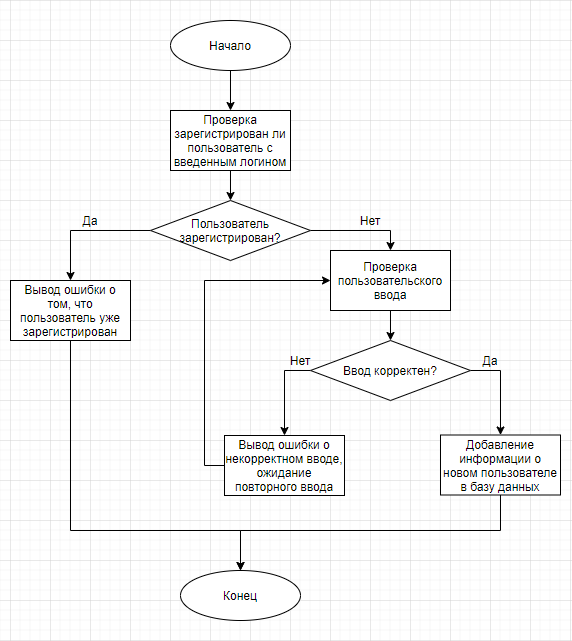 Начало
Проверка
зарегистрирован ли
пользователь с
введенным логином
Да
Пользователь
зарегистрирован?
Нет
Вывод ошибки о
том, что
пользователь уже
зарегистрирован
Проверка
пользовательского
ввода
Нет
Ввод корректен?
Да
Вывод ошибки о
некорректном вводе,
ожидание
повторного ввода
Добавление
информации о
новом пользователе
в базу данных
Конец